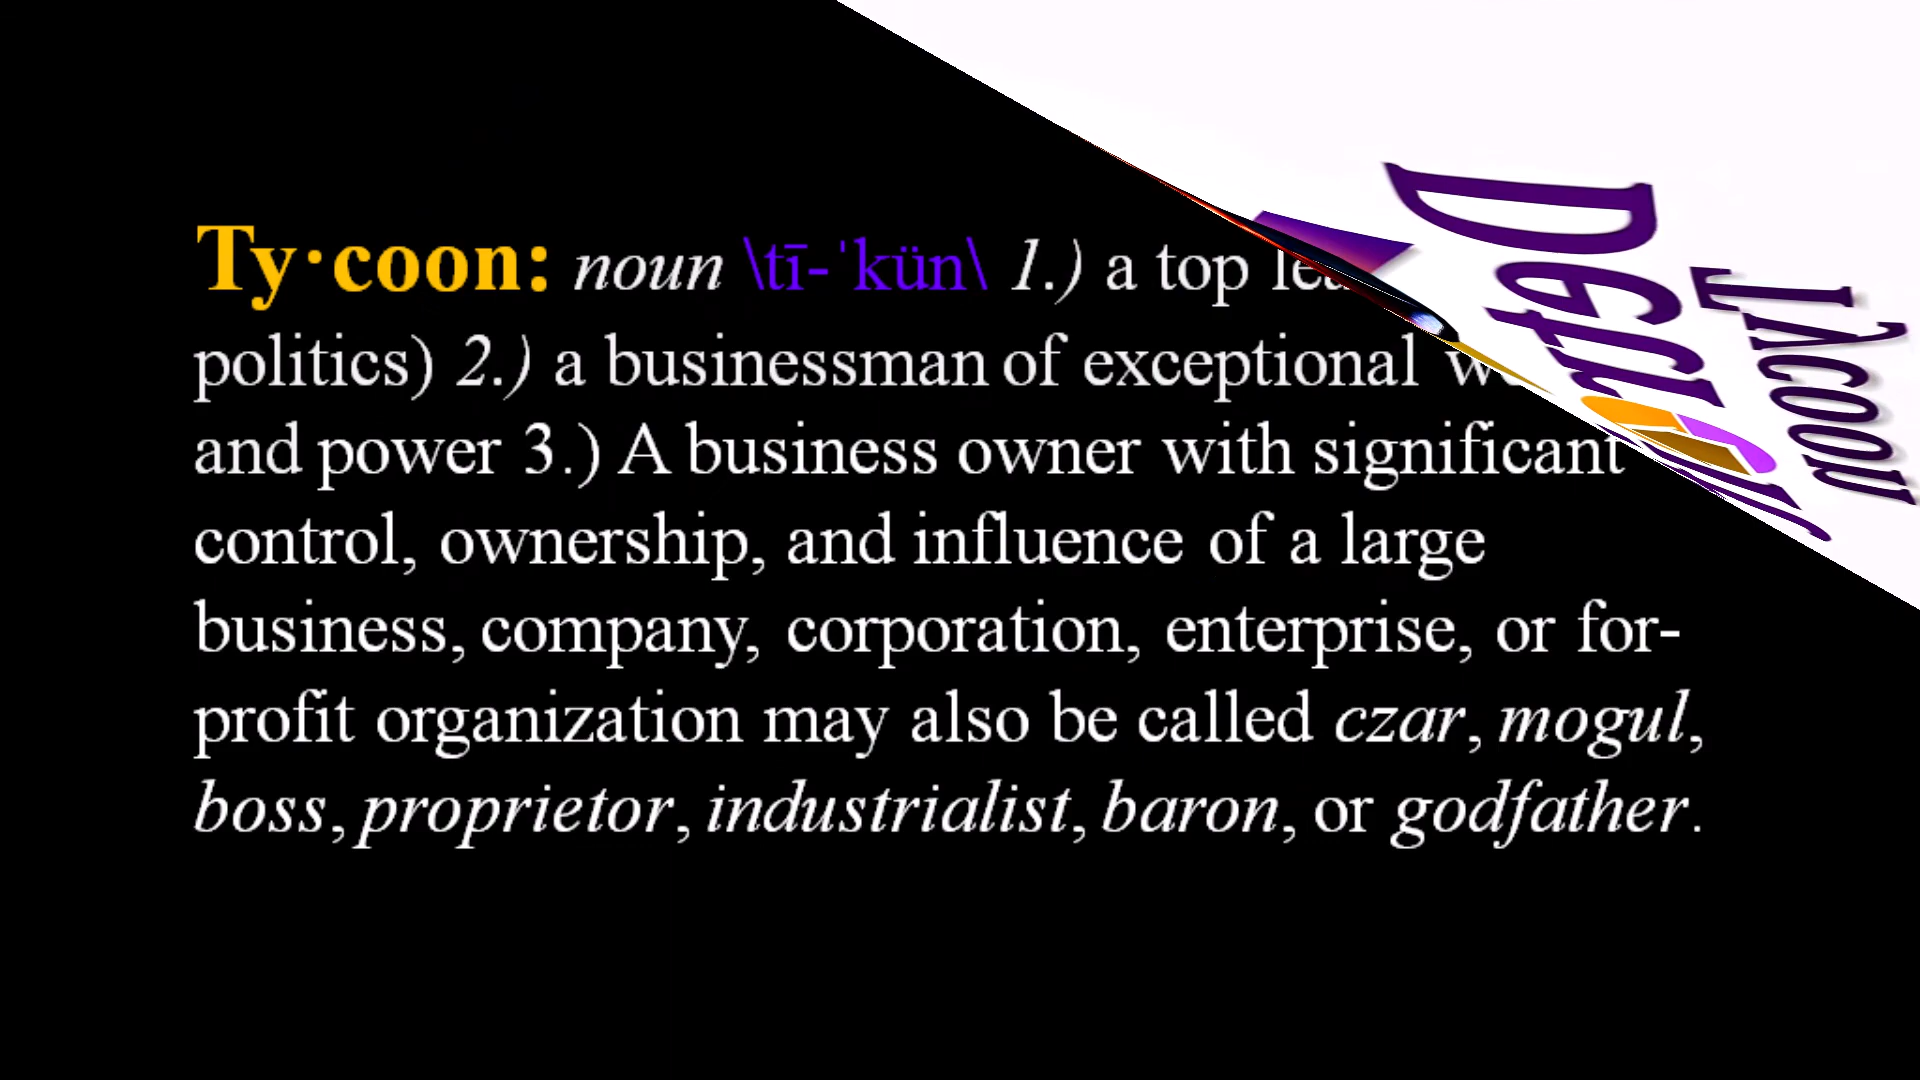 Ty·coon: noun \tī-ˈkün\ 1.) a top
politics) 2.) a businessman of exceptional
and power 3.) A business owner with significant
control, ownership, and influence of a large
business, company, corporation, enterprise, or for-
profit organization may also be called czar, mogul,
boss, proprietor, industrialist, baron, or godfather.
Tycoon